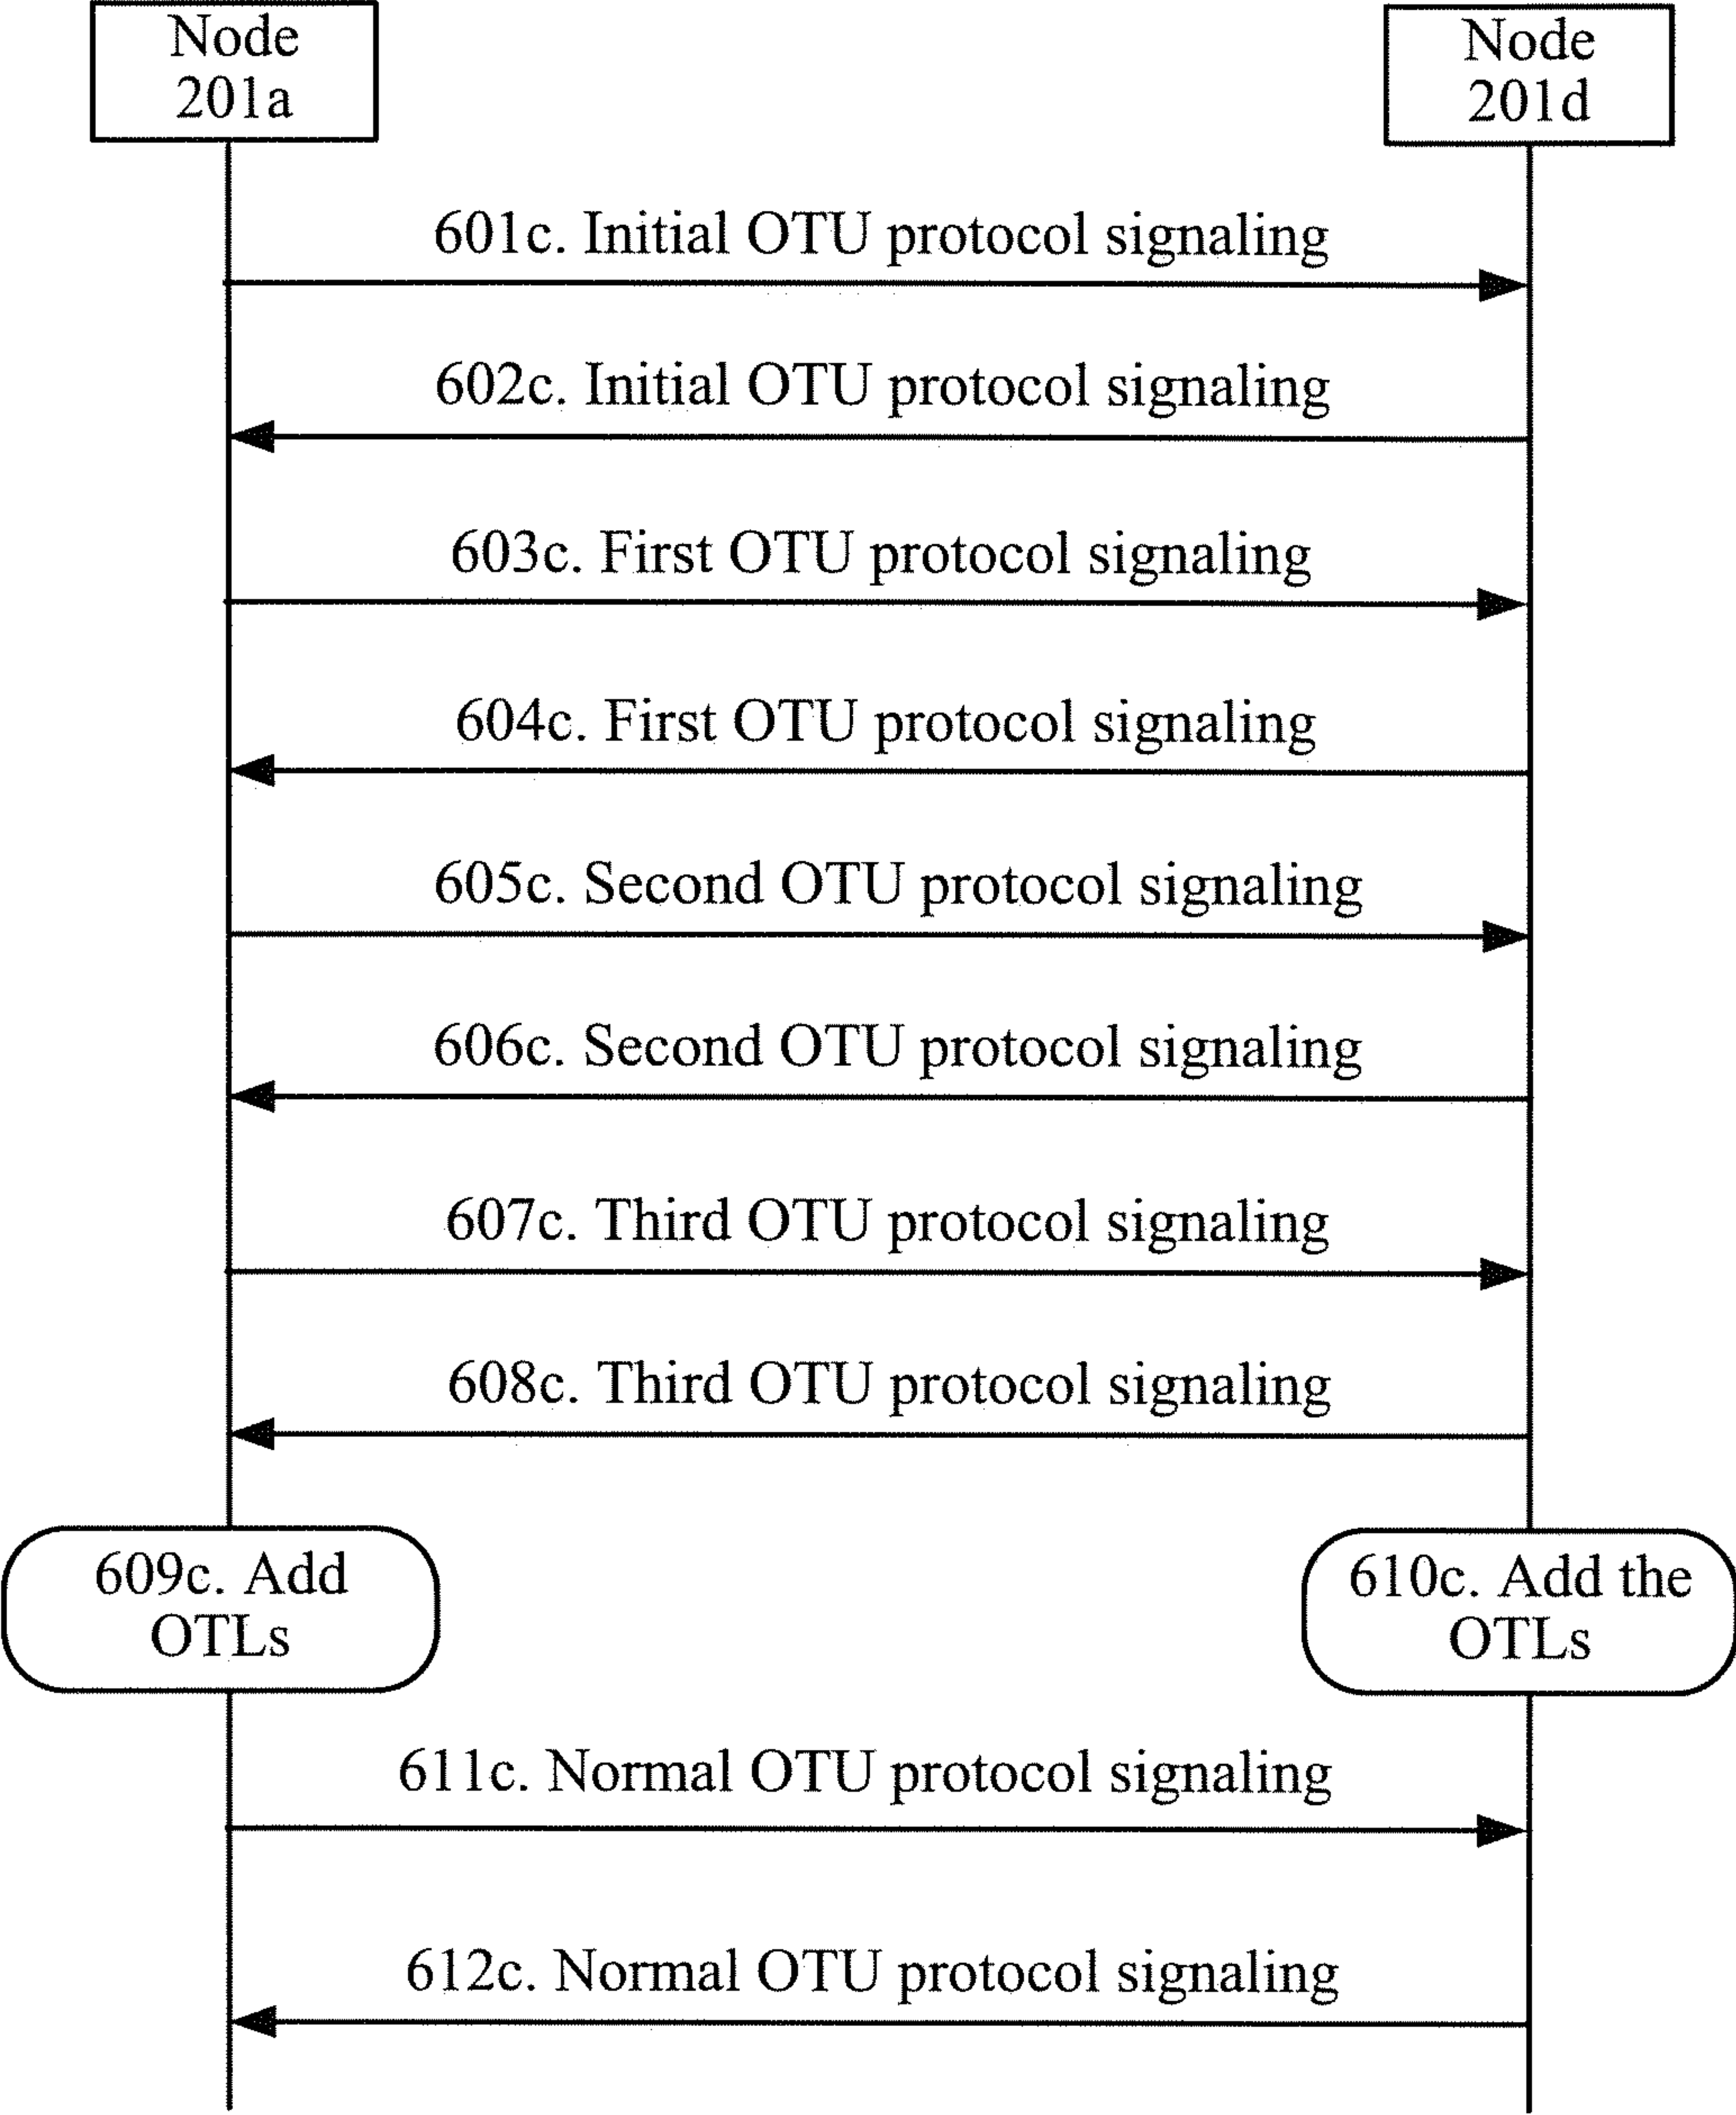 Node
201a
Node
201d
601c. Initial OTU protocol signaling
602c. Initial OTU protocol signaling
603c. First OTU protocol signaling
604c. First OTU protocol signaling
605c. Second OTU protocol signaling
606c. Second OTU protocol signaling
607c. Third OTU protocol signaling
608c. Third OTU protocol signaling
609c. Add
OTLs
610c. Add the
OTLs
611c. Normal OTU protocol signaling
612c. Normal OTU protocol signaling